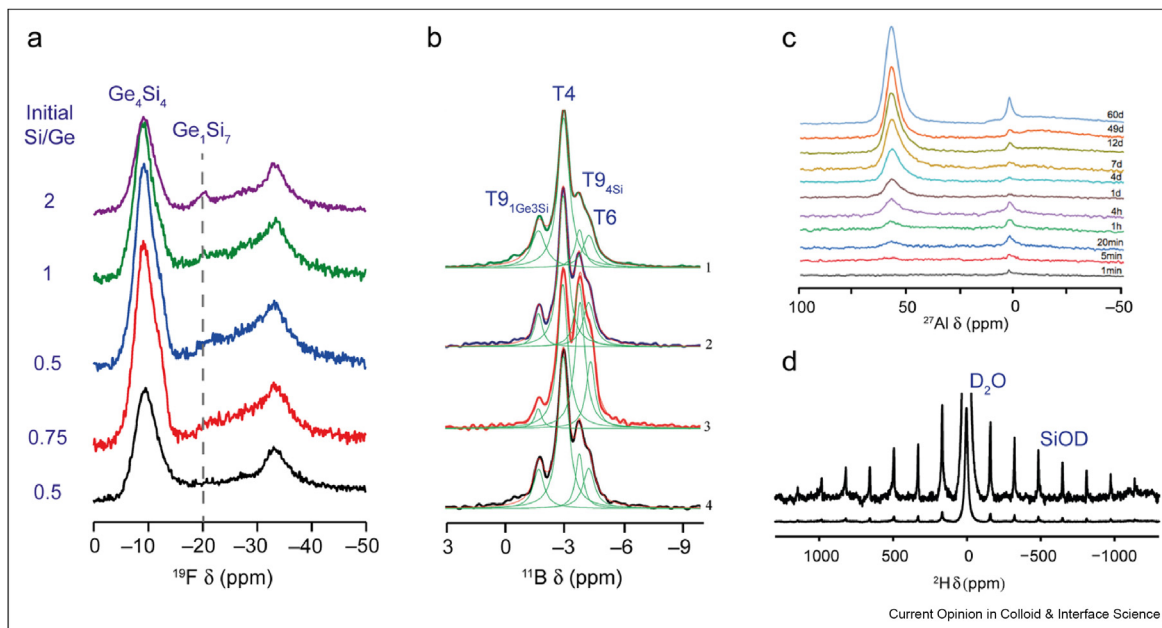 a
Initial
Si/Ge
Ge₄Si₄
Ge₁Si₇
2
1
0.5
0.75
0.5
0 −10 −20 −30 −40 −50
¹⁹F δ (ppm)
b
T4
T9₁Ge3Si
T9₄Si
T6
1
2
3
4
3 0 −3 −6 −9
¹¹B δ (ppm)
c
60d
49d
12d
7d
4d
1d
4h
1h
20min
5min
1min
100 50 0 −50
²⁷Al δ (ppm)
d
D₂O
SiOD
1000 500 0 −500 −1000
²H δ (ppm)
Current Opinion in Colloid & Interface Science